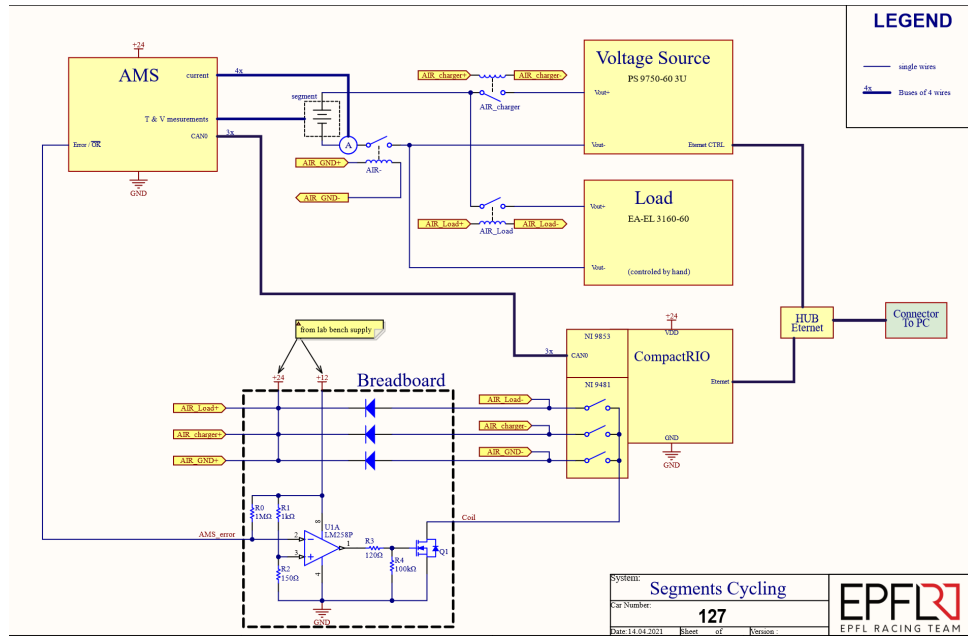 LEGEND
single wires
4x
Buses of 4 wires
+24
AMS
current
4x
T & V mesurements
CAN0
3x
Error / OK
GND
segment
A
AIR_GND+
AIR-
AIR_GND-
AIR_charger+
AIR_charger-
AIR_charger
Voltage Source
PS 9750-60 3U
Vout+
Vout-
Eternet CTRL
AIR_Load+
AIR_Load-
AIR_Load
Load
EA-EL 3160-60
Vout+
Vout-
(controled by hand)
HUB
Eternet
Connector
To PC
from lab bench supply
+24
+12
Breadboard
AIR_Load+
AIR_charger+
AIR_GND+
AIR_Load-
AIR_charger-
AIR_GND-
+24
VDD
NI 9853
3x
CAN0
CompactRIO
NI 9481
Eternet
GND
GND
R0
1MΩ
R1
1kΩ
AMS_error
U1A
LM258P
8
2
3
1
4
R2
150Ω
R3
120Ω
R4
100kΩ
Q1
Coil
GND
System:
Segments Cycling
Car Number:
127
Date: 14.04.2021
Sheet of
Version :
EPFL
EPFL RACING TEAM